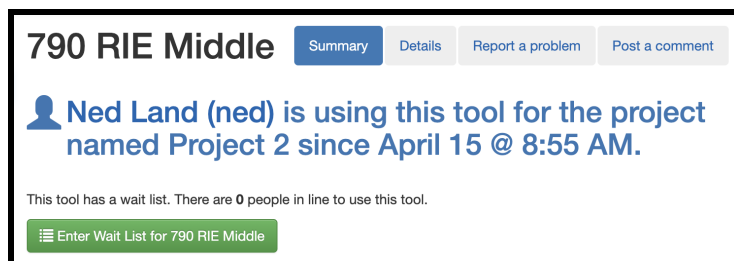 790 RIE Middle Summary Details Report a problem Post a comment
Ned Land (ned) is using this tool for the project
named Project 2 since April 15 @ 8:55 AM.
This tool has a wait list. There are 0 people in line to use this tool.
Enter Wait List for 790 RIE Middle